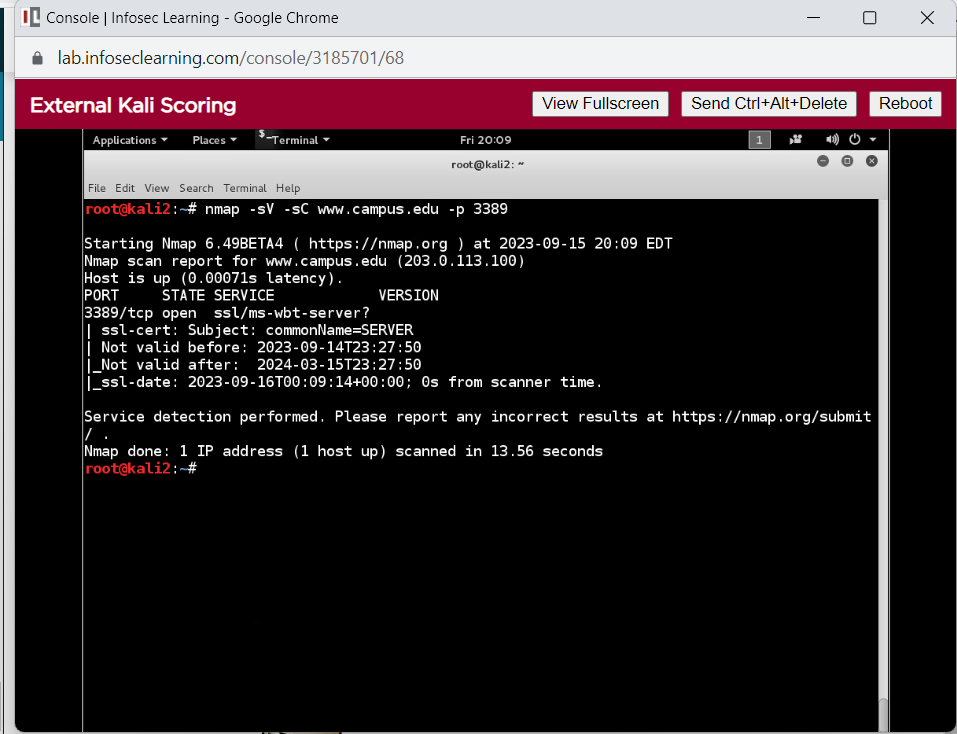 Console | Infosec Learning - Google Chrome
lab.infoseclearning.com/console/3185701/68
External Kali Scoring View Fullscreen Send Ctrl+Alt+Delete Reboot
Applications Places Terminal Fri 20:09 1
root@kali2: ~
File Edit View Search Terminal Help
root@kali2:~# nmap -sV -sC www.campus.edu -p 3389
Starting Nmap 6.49BETA4 ( https://nmap.org ) at 2023-09-15 20:09 EDT
Nmap scan report for www.campus.edu (203.0.113.100)
Host is up (0.00071s latency).
PORT     STATE SERVICE            VERSION
3389/tcp open  ssl/ms-wbt-server?
| ssl-cert: Subject: commonName=SERVER
| Not valid before: 2023-09-14T23:27:50
|_Not valid after:  2024-03-15T23:27:50
|_ssl-date: 2023-09-16T00:09:14+00:00; 0s from scanner time.
Service detection performed. Please report any incorrect results at https://nmap.org/submit
/ .
Nmap done: 1 IP address (1 host up) scanned in 13.56 seconds
root@kali2:~#